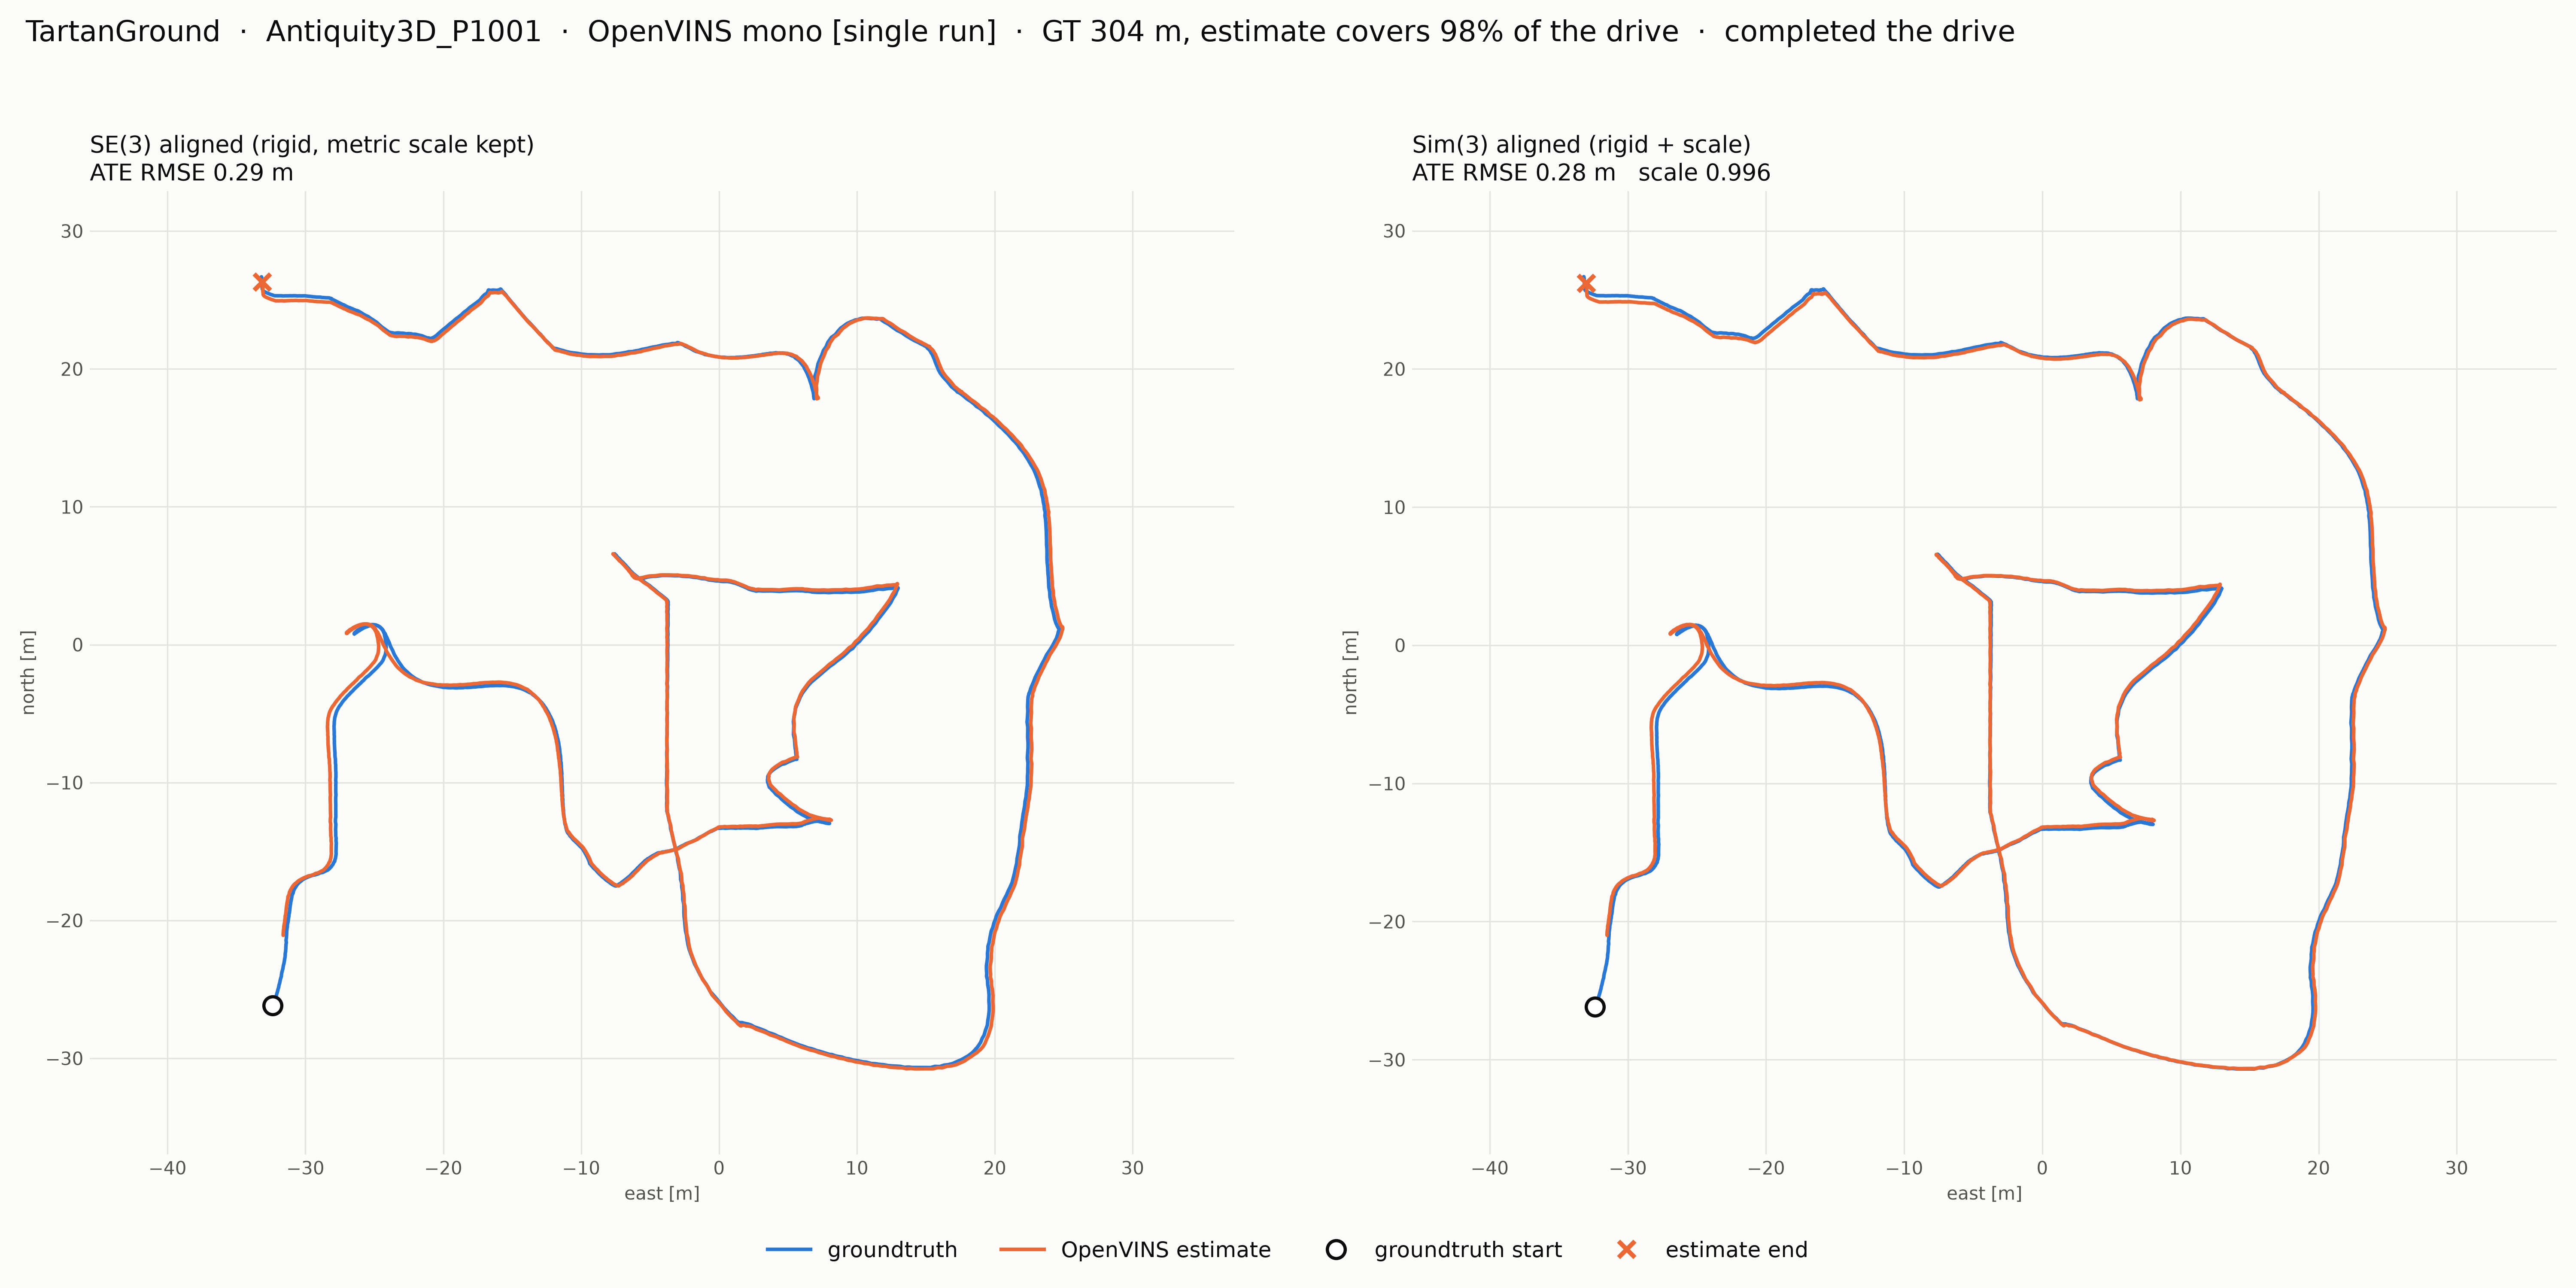 TartanGround · Antiquity3D_P1001 · OpenVINS mono [single run] · GT 304 m, estimate covers 98% of the drive · completed the drive
SE(3) aligned (rigid, metric scale kept)
ATE RMSE 0.29 m
30
20
10
0
−10
−20
−30
north [m]
−40 −30 −20 −10 0 10 20 30
east [m]
Sim(3) aligned (rigid + scale)
ATE RMSE 0.28 m scale 0.996
30
20
10
0
−10
−20
−30
north [m]
−40 −30 −20 −10 0 10 20 30
east [m]
groundtruth OpenVINS estimate groundtruth start estimate end